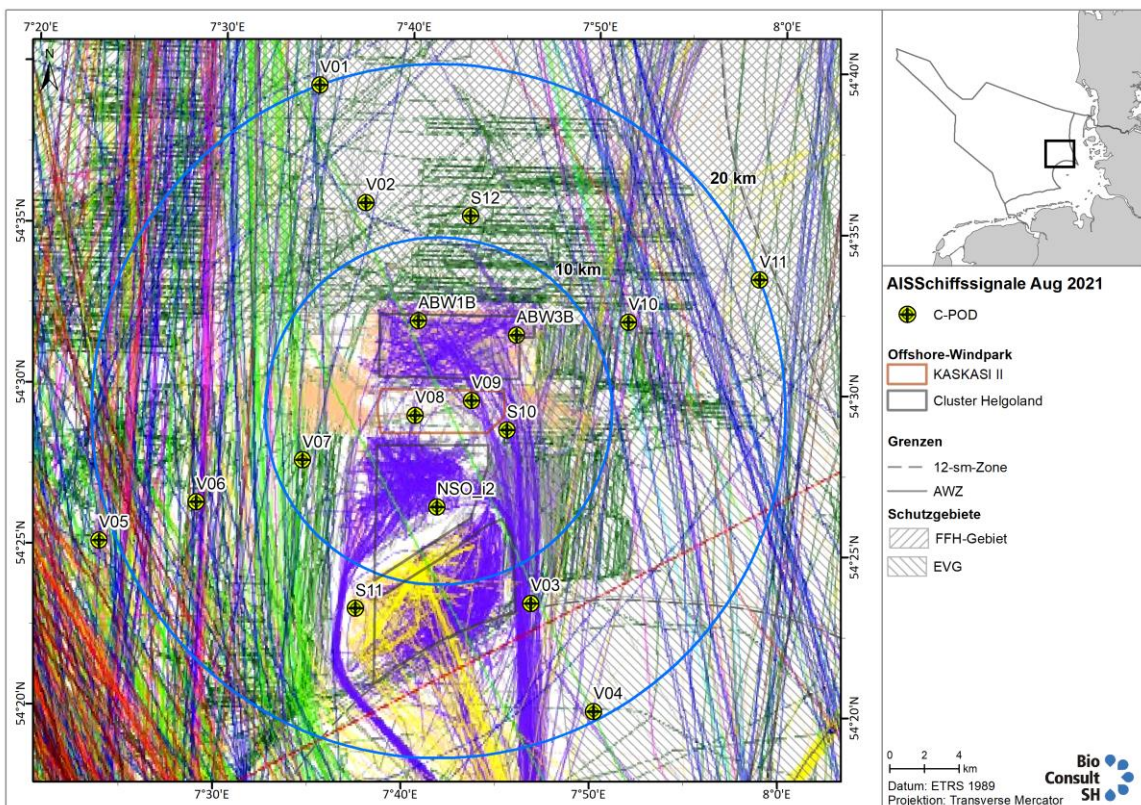 7°20'E 7°30'E 7°40'E 7°50'E 8°0'E
N
V01
54°40'N 54°40'N
20 km
V02
S12
54°35'N 54°35'N
V11
10 km
ABW1B
V10
ABW3B
54°30'N 54°30'N
V09
V08
S10
V07
V06
NSO_i2
V05
54°25'N 54°25'N
S11
V03
V04
54°20'N 54°20'N
7°30'E 7°40'E 7°50'E 8°0'E
AISSchiffssignale Aug 2021
C-POD
Offshore-Windpark
KASKASI II
Cluster Helgoland
Grenzen
12-sm-Zone
AWZ
Schutzgebiete
FFH-Gebiet
EVG
0 2 4
km
Datum: ETRS 1989
Projektion: Transverse Mercator
Bio
Consult
SH